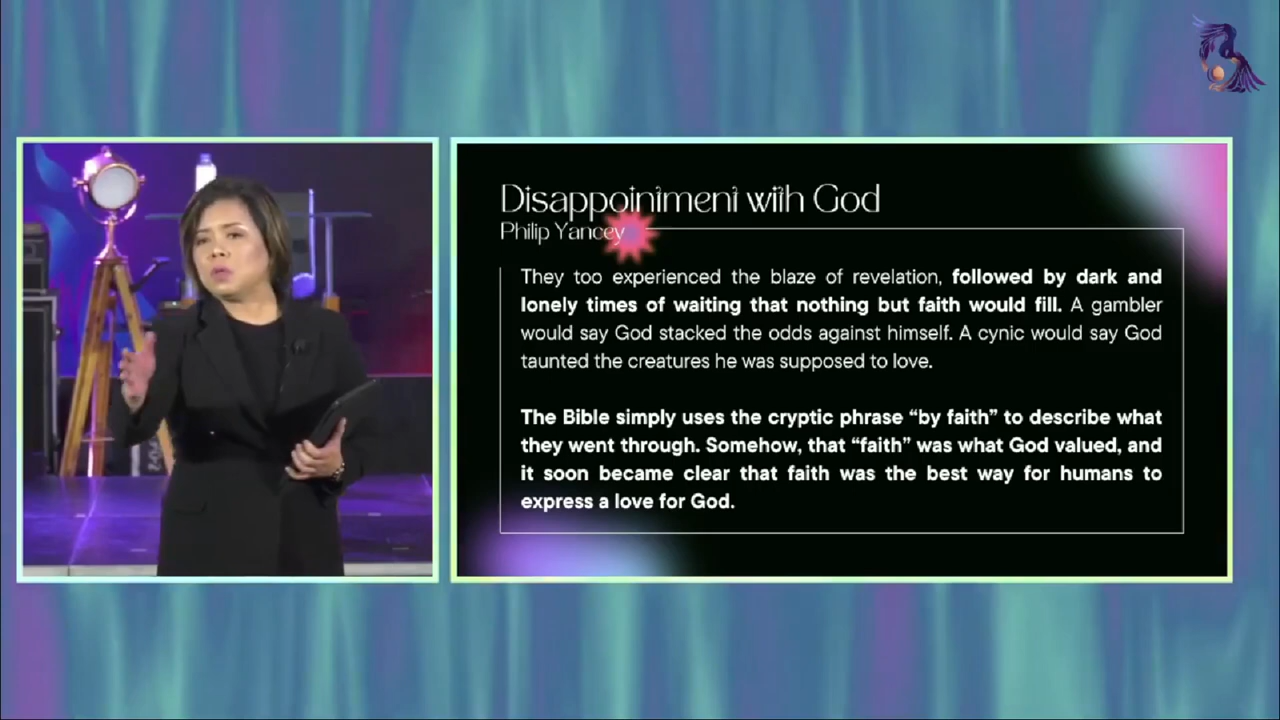 Disappointment with God
Philip Yancey
They too experienced the blaze of revelation, followed by dark and
lonely times of waiting that nothing but faith would fill. A gambler
would say God stacked the odds against himself. A cynic would say God
taunted the creatures he was supposed to love.
The Bible simply uses the cryptic phrase “by faith” to describe what
they went through. Somehow, that “faith” was what God valued, and
it soon became clear that faith was the best way for humans to
express a love for God.